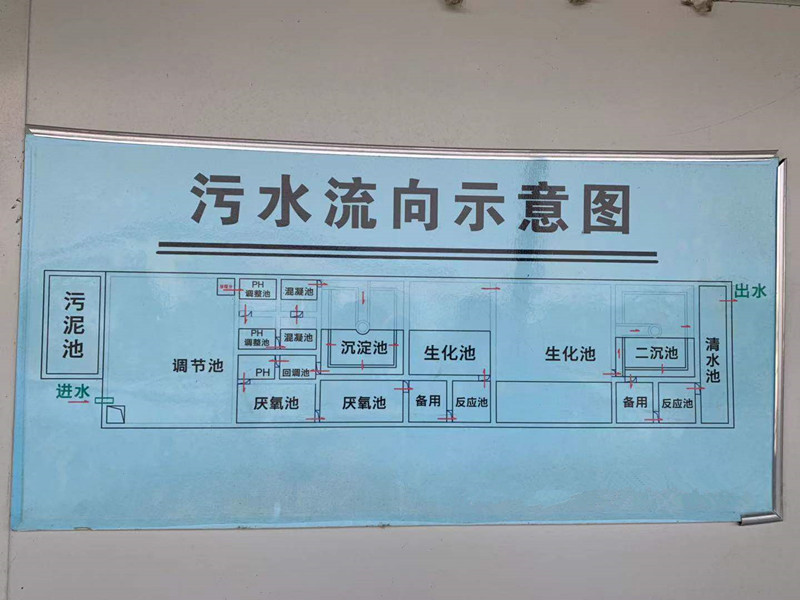 污水流向示意图
污泥池
进水
调节池
PH
调整池
混凝池
PH
调整池
混凝池
PH
回调池
厌氧池
厌氧池
沉淀池
生化池
备用
反应池
生化池
二沉池
备用
反应池
清水池
出水